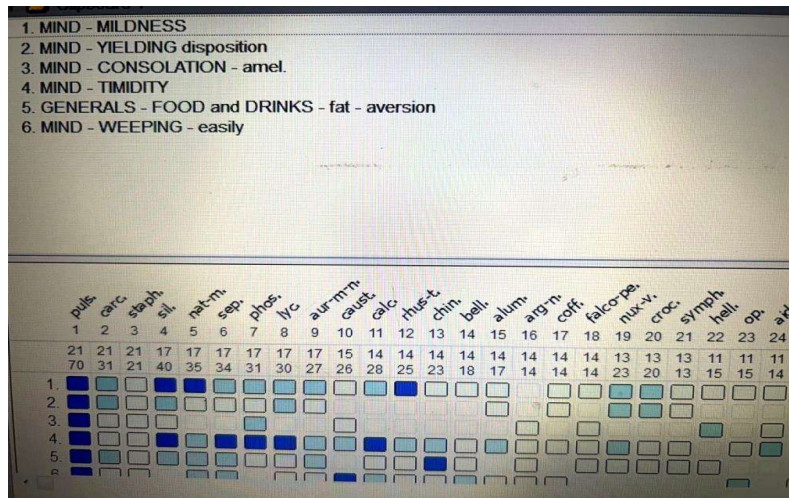 1. MIND - MILDNESS
2. MIND - YIELDING disposition
3. MIND - CONSOLATION - amel.
4. MIND - TIMIDITY
5. GENERALS - FOOD and DRINKS - fat - aversion
6. MIND - WEEPING - easily
puls. carc. staph. sil. nat-m. sep. phos. lyc. aur-m-n. caust. calc. rhus-t. chin. bell. alum. arg-n. coff. falco-pe. nux-v. croc. symph. hell. op.
1 2 3 4 5 6 7 8 9 10 11 12 13 14 15 16 17 18 19 20 21 22 23 24
21 21 21 17 17 17 17 17 17 15 14 14 14 14 14 14 14 14 13 13 13 11 11 11
70 31 21 40 35 34 31 30 27 26 28 25 23 18 17 14 14 14 23 20 13 15 15 14
1.
2.
3.
4.
5.